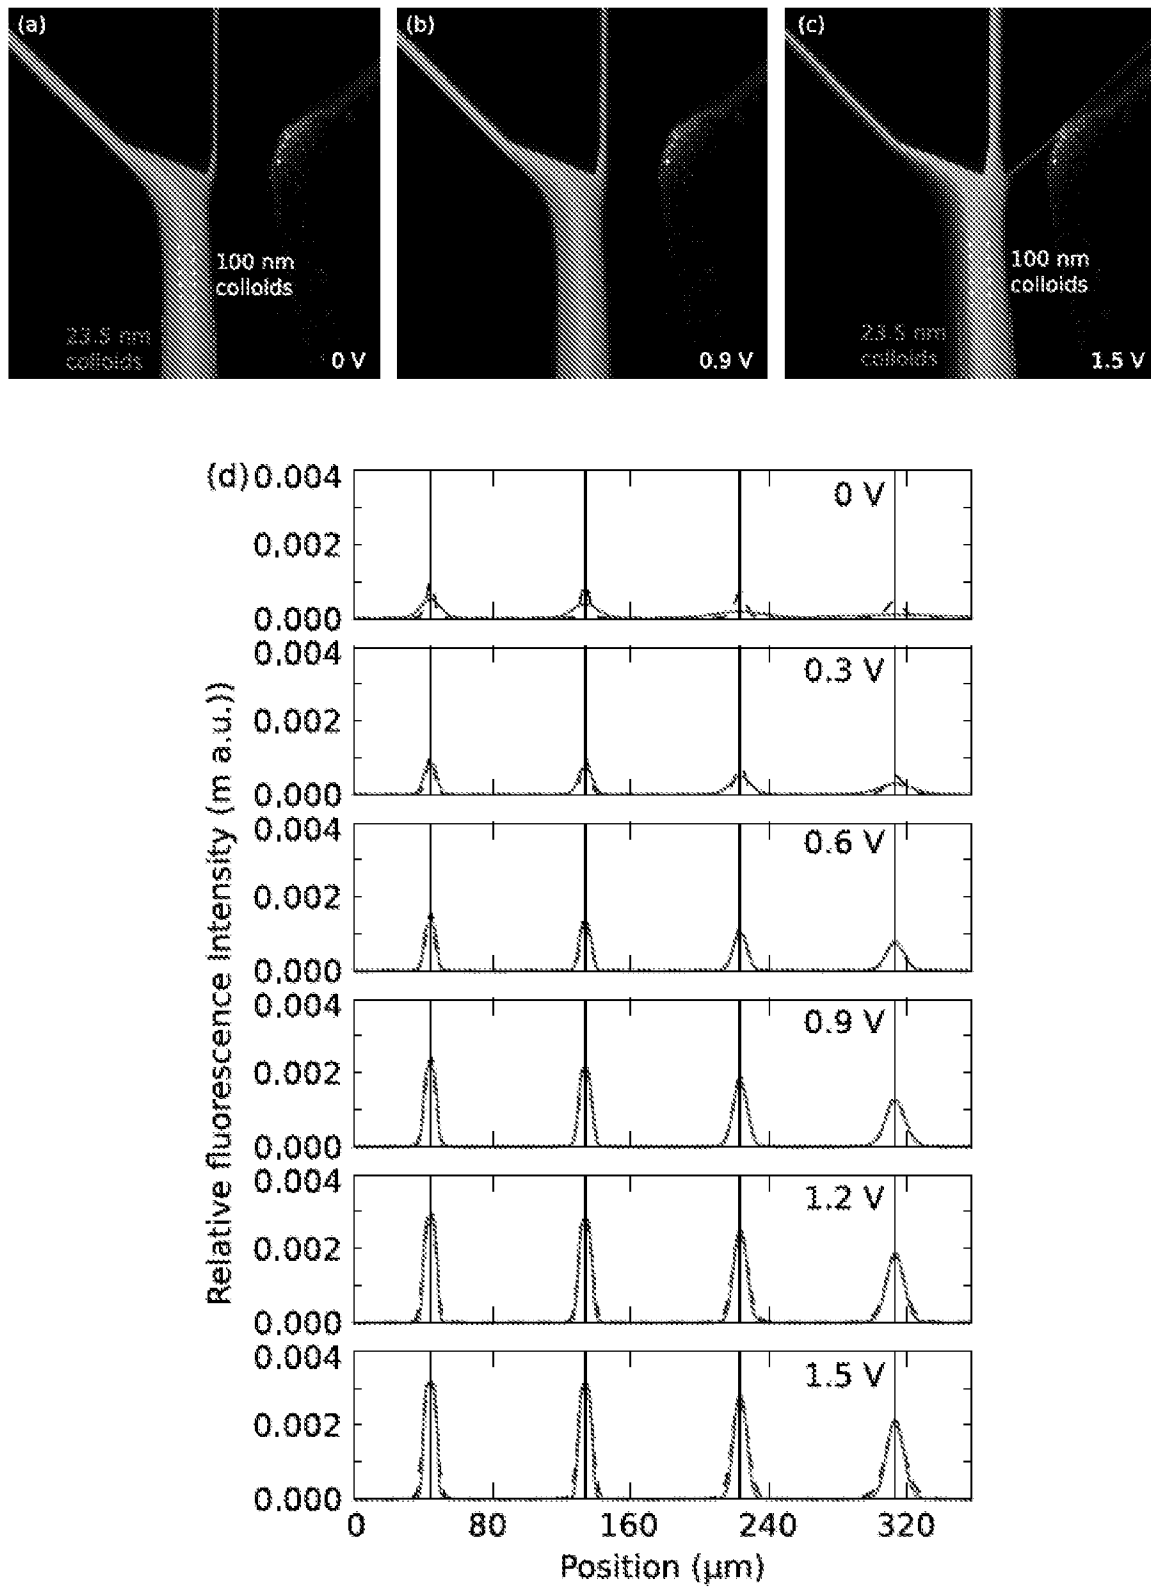 (a)
100 nm
colloids
23.5 nm
colloids
0 V
(b)
0.9 V
(c)
100 nm
colloids
23.5 nm
colloids
1.5 V
(d)
Relative fluorescence intensity (m a.u.))
0.004
0.002
0.000
0 V
0.004
0.002
0.000
0.3 V
0.004
0.002
0.000
0.6 V
0.004
0.002
0.000
0.9 V
0.004
0.002
0.000
1.2 V
0.004
0.002
0.000
1.5 V
0 80 160 240 320
Position (μm)